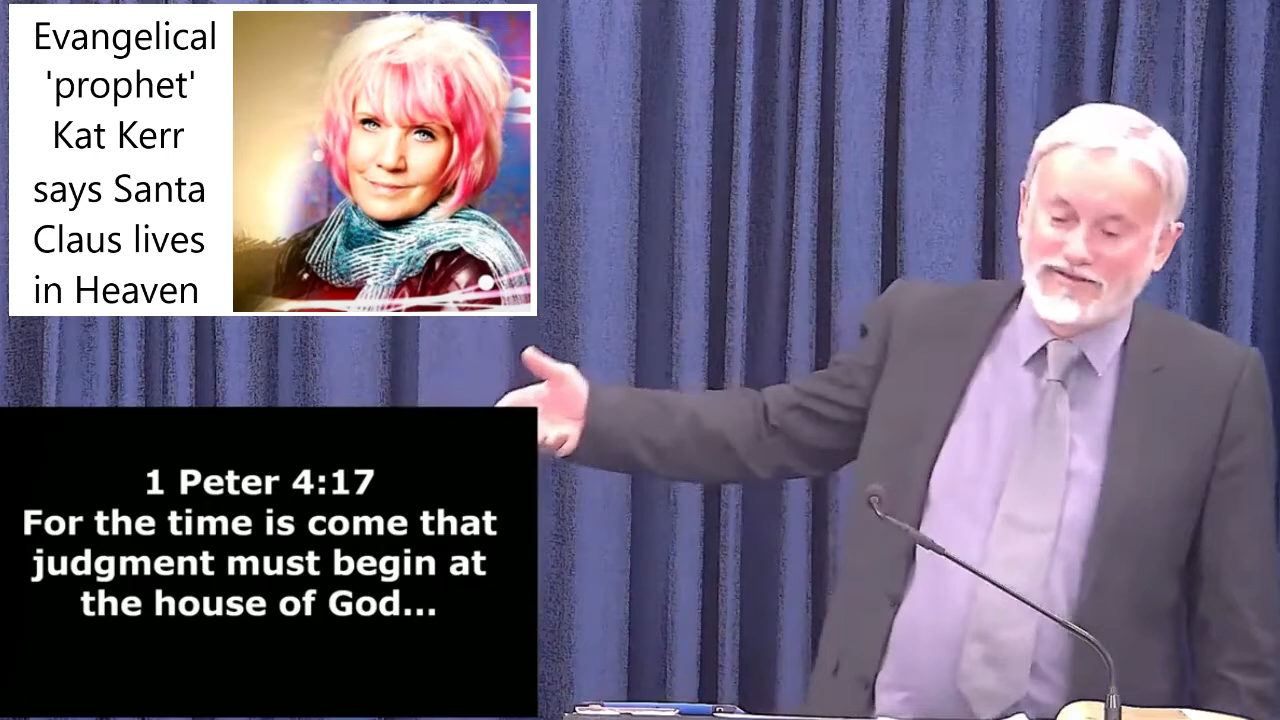 Evangelical
'prophet'
Kat Kerr
says Santa
Claus lives
in Heaven
1 Peter 4:17
For the time is come that
judgment must begin at
the house of God...